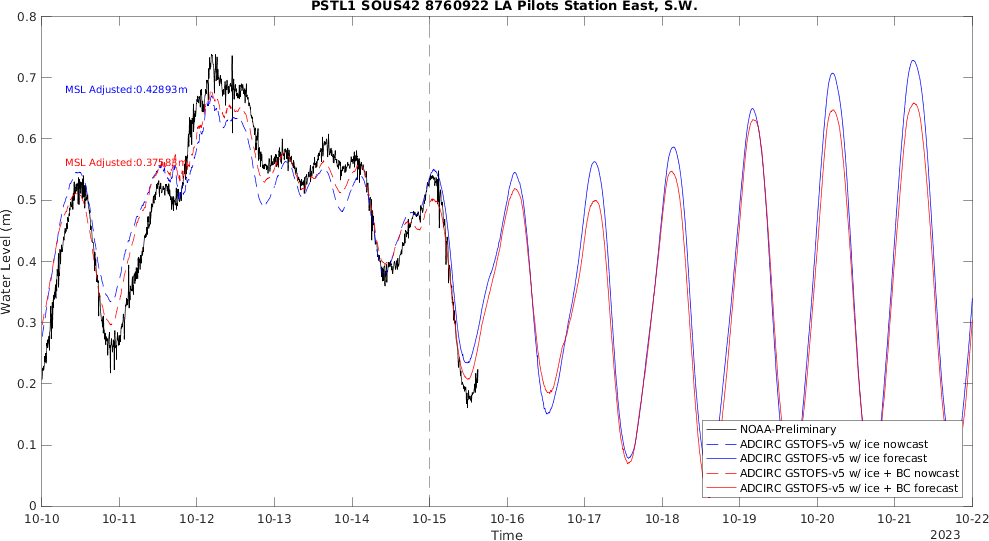 PSTL1 SOUS42 8760922 LA Pilots Station East, S.W.
0.8
0.7
0.6
0.5
0.4
0.3
0.2
0.1
0
Water Level (m)
MSL Adjusted:0.42893m
MSL Adjusted:0.37588m
NOAA-Preliminary
ADCIRC GSTOFS-v5 w/ ice nowcast
ADCIRC GSTOFS-v5 w/ ice forecast
ADCIRC GSTOFS-v5 w/ ice + BC nowcast
ADCIRC GSTOFS-v5 w/ ice + BC forecast
10-10 10-11 10-12 10-13 10-14 10-15 10-16 10-17 10-18 10-19 10-20 10-21 10-22
Time
2023